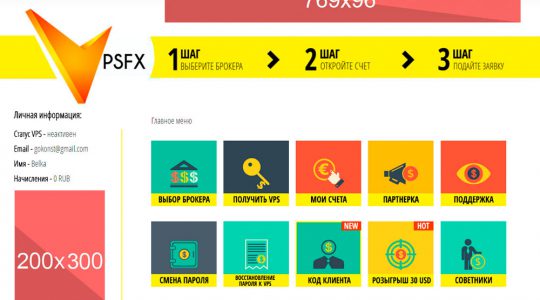 769x96
PSFX
1 ШАГ
ВЫБЕРИТЕ БРОКЕРА
2 ШАГ
ОТКРОЙТЕ СЧЕТ
3 ШАГ
ПОДАЙТЕ ЗАЯВКУ
Личная информация:
Статус VPS - неактивен
Email - gokonst@gmail.com
Имя - Belka
Начисления - 0 RUB
200x300
Главное меню
ВЫБОР БРОКЕРА
ПОЛУЧИТЬ VPS
МОИ СЧЕТА
ПАРТНЕРКА
ПОДДЕРЖКА
NEW
HOT
СМЕНА ПАРОЛЯ
ВОССТАНОВЛЕНИЕ
ПАРОЛЯ К VPS
КОД КЛИЕНТА
РОЗЫГРЫШ 30 USD
СОВЕТНИКИ